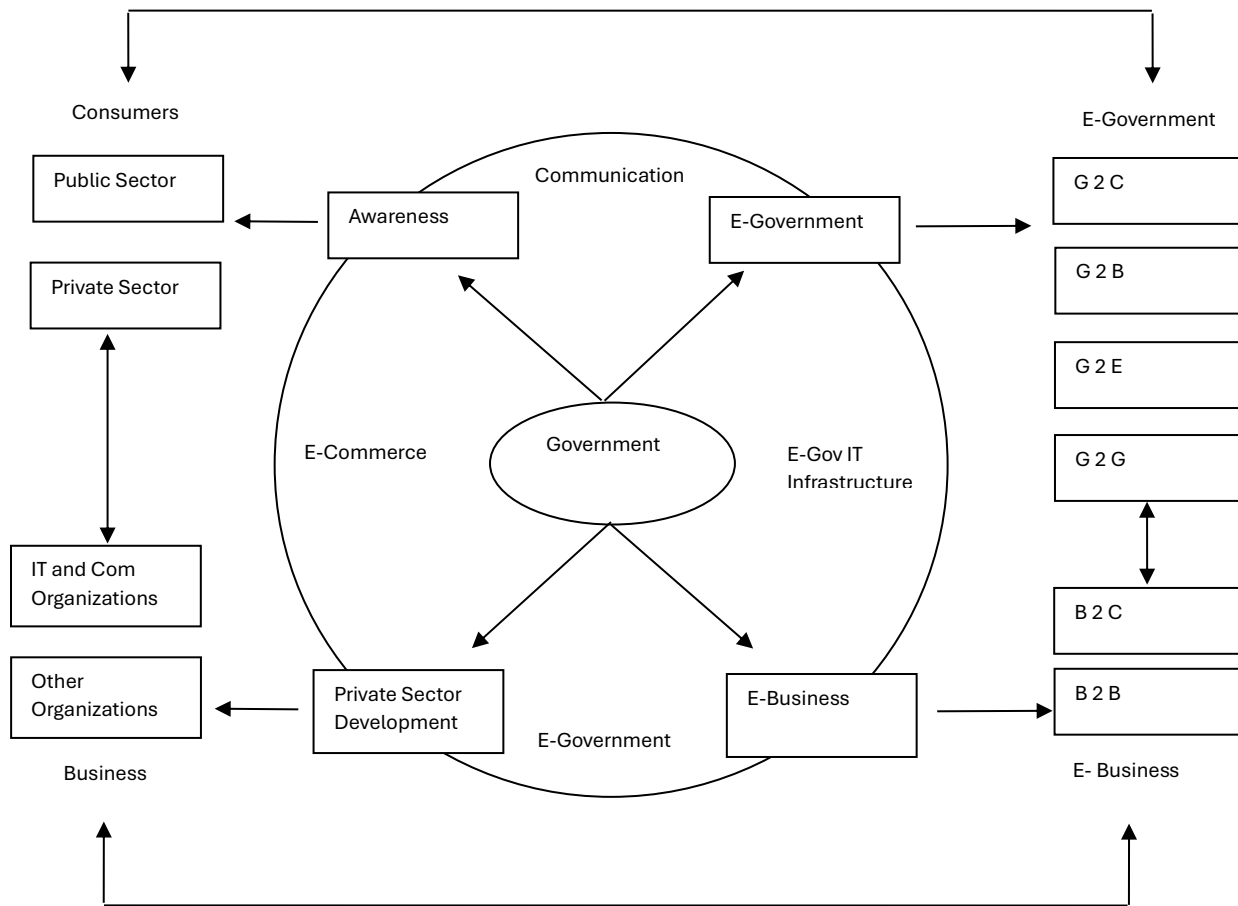 Consumers
E-Government
Public Sector
Communication
G 2 C
Awareness
E-Government
Private Sector
G 2 B
G 2 E
E-Commerce
Government
E-Gov IT
Infrastructure
G 2 G
IT and Com
Organizations
B 2 C
Other
Organizations
Private Sector
Development
E-Business
B 2 B
E-Government
Business
E- Business